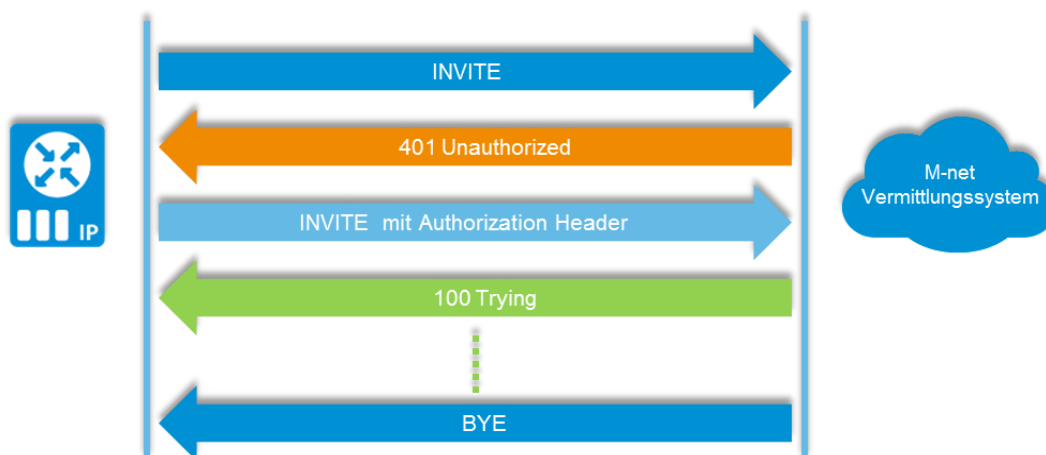 INVITE
401 Unauthorized
IP
M-net
Vermittlungssystem
INVITE mit Authorization Header
100 Trying
BYE